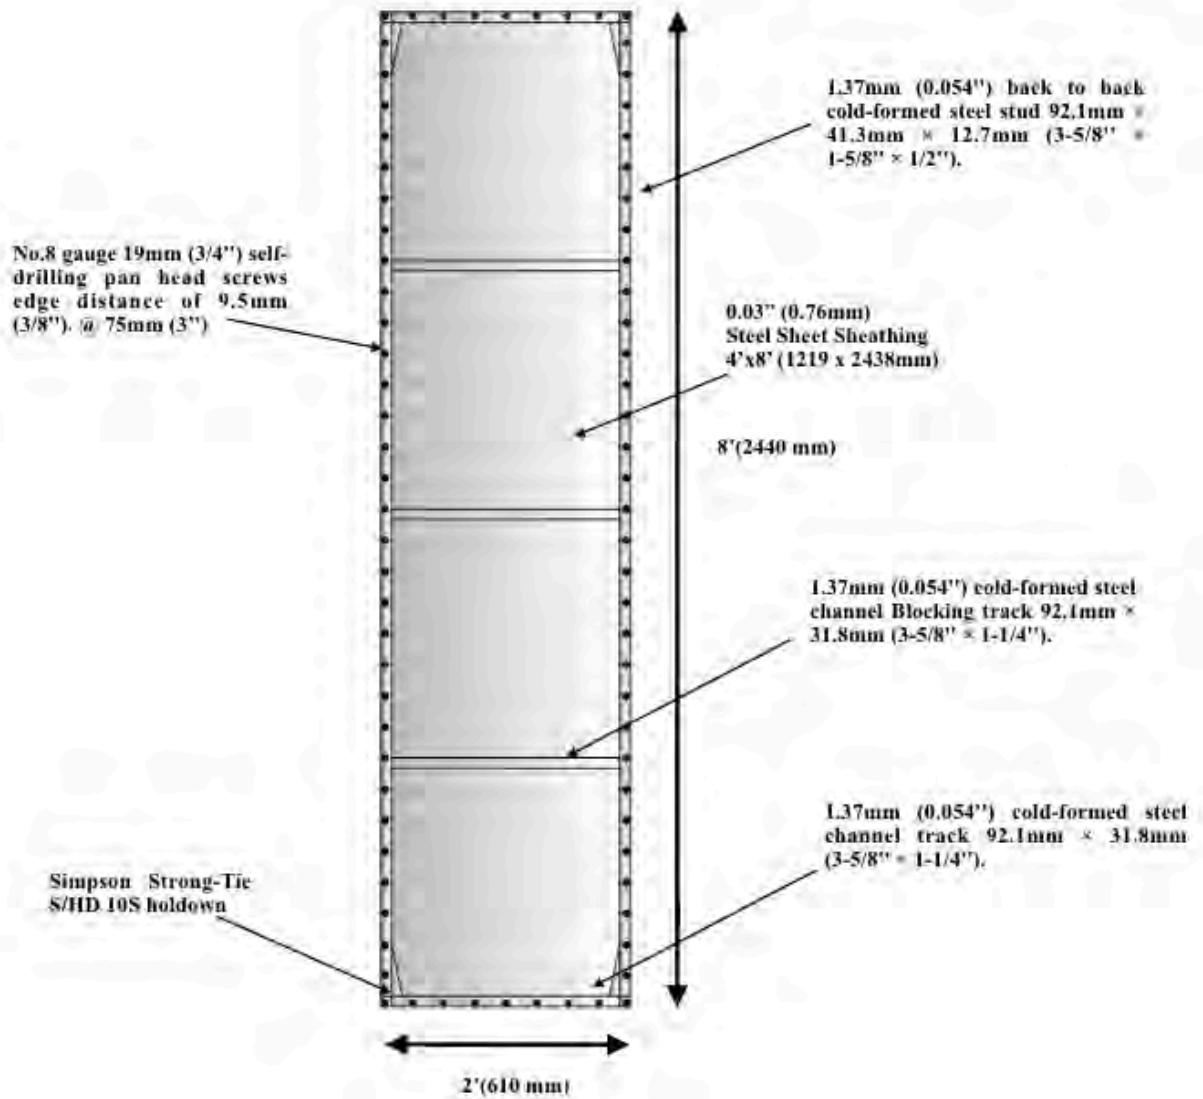 1.37mm (0.054'') back to back
cold-formed steel stud 92.1mm ×
41.3mm × 12.7mm (3-5/8'' ×
1-5/8'' × 1/2'').
No.8 gauge 19mm (3/4'') self-
drilling pan head screws
edge distance of 9.5mm
(3/8''). @ 75mm (3'')
0.03'' (0.76mm)
Steel Sheet Sheathing
4'x8' (1219 x 2438mm)
8'(2440 mm)
1.37mm (0.054'') cold-formed steel
channel Blocking track 92.1mm ×
31.8mm (3-5/8'' × 1-1/4'').
1.37mm (0.054'') cold-formed steel
channel track 92.1mm × 31.8mm
(3-5/8'' × 1-1/4'').
Simpson Strong-Tie
S/HD 10S holdown
2'(610 mm)